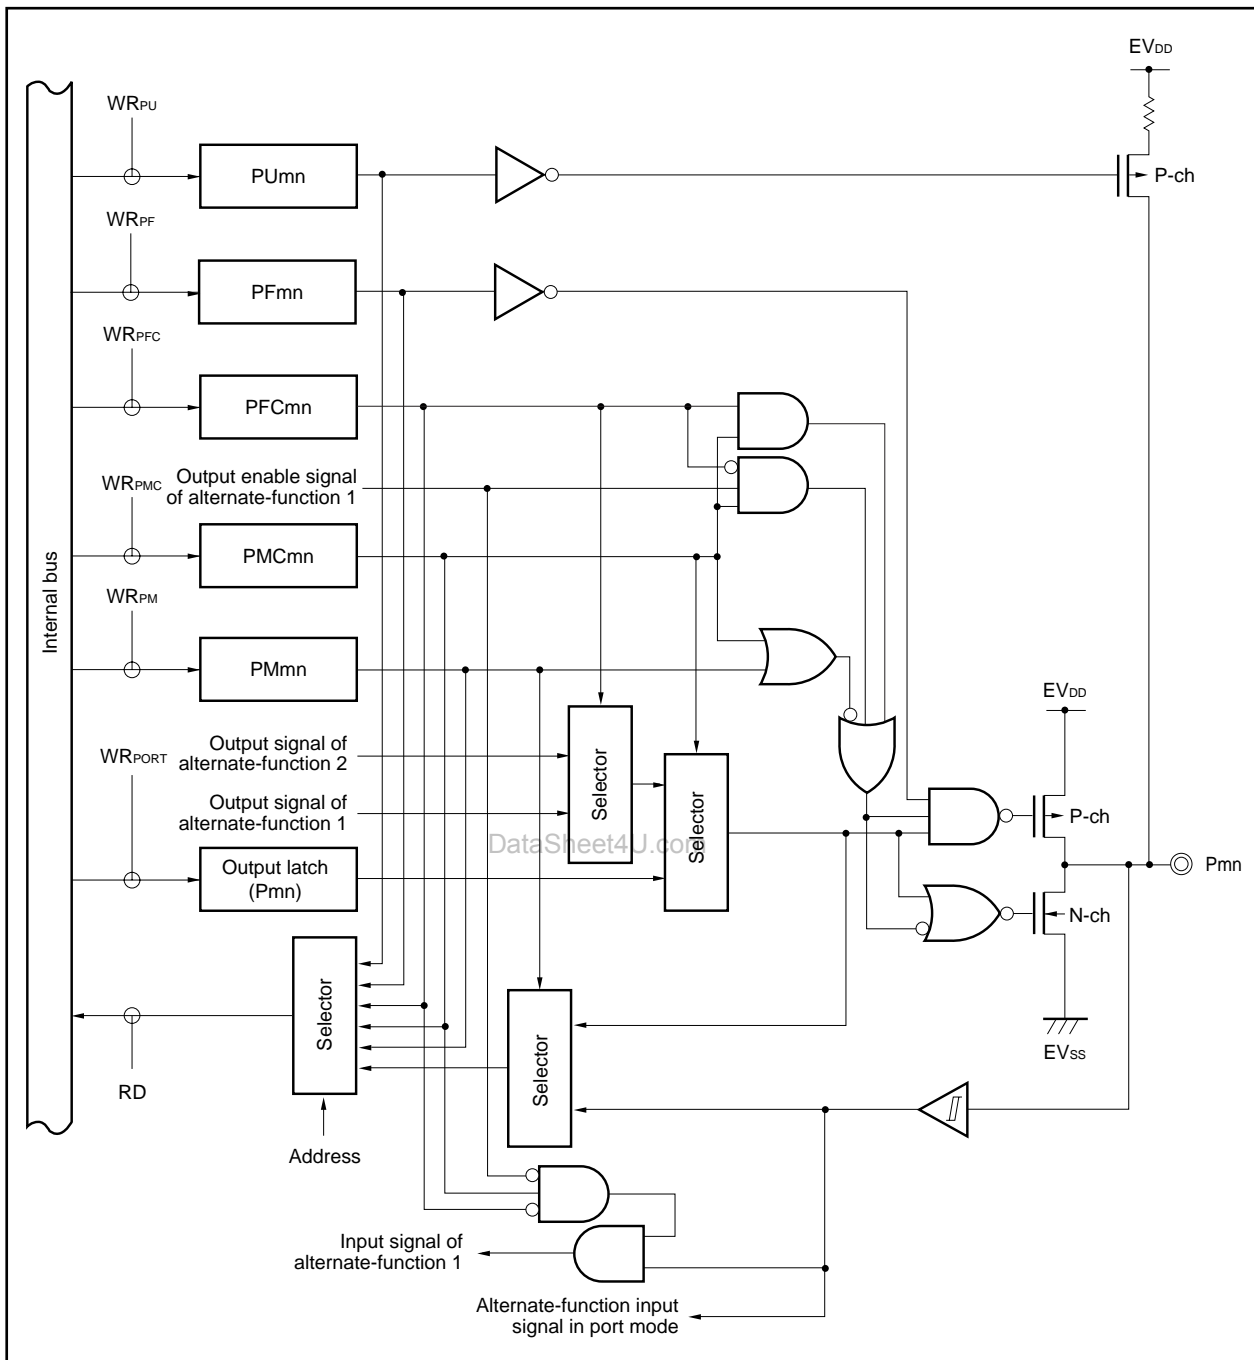 EVDD
WRPU
PUmn
P-ch
WRPF
PFmn
WRPFC
PFCmn
WRPMC
Output enable signal
of alternate-function 1
PMCmn
Internal bus
WRPM
PMmn
EVDD
WRPORT
Output signal of
alternate-function 2
Selector
Output signal of
alternate-function 1
Selector
P-ch
DataSheet4U.com
Output latch
(Pmn)
Pmn
N-ch
Selector
Selector
EVSS
RD
Address
Input signal of
alternate-function 1
Alternate-function input
signal in port mode